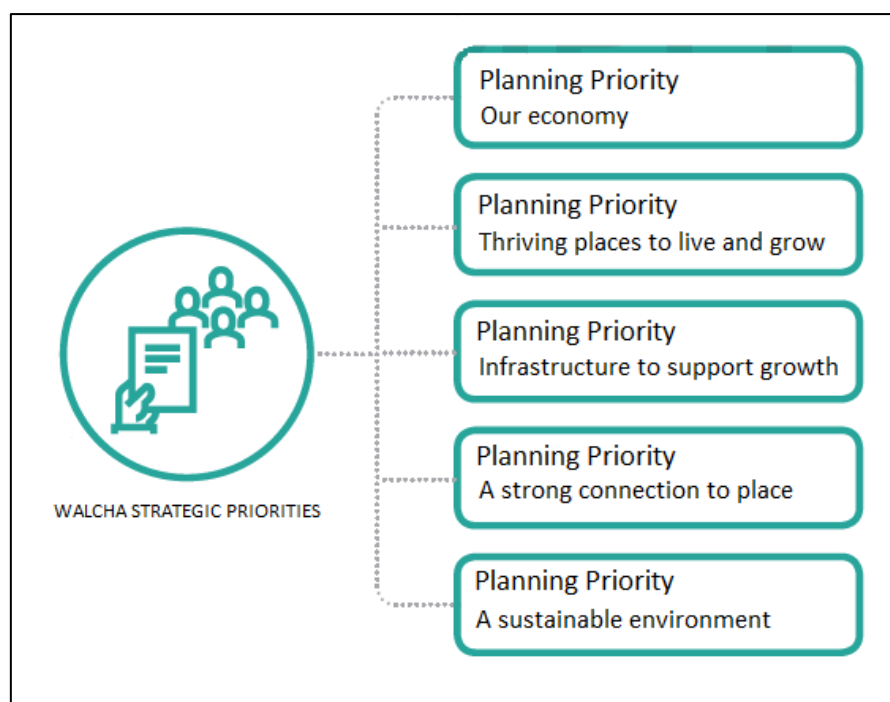 Planning Priority
Our economy
Planning Priority
Thriving places to live and grow
Planning Priority
Infrastructure to support growth
WALCHA STRATEGIC PRIORITIES
Planning Priority
A strong connection to place
Planning Priority
A sustainable environment